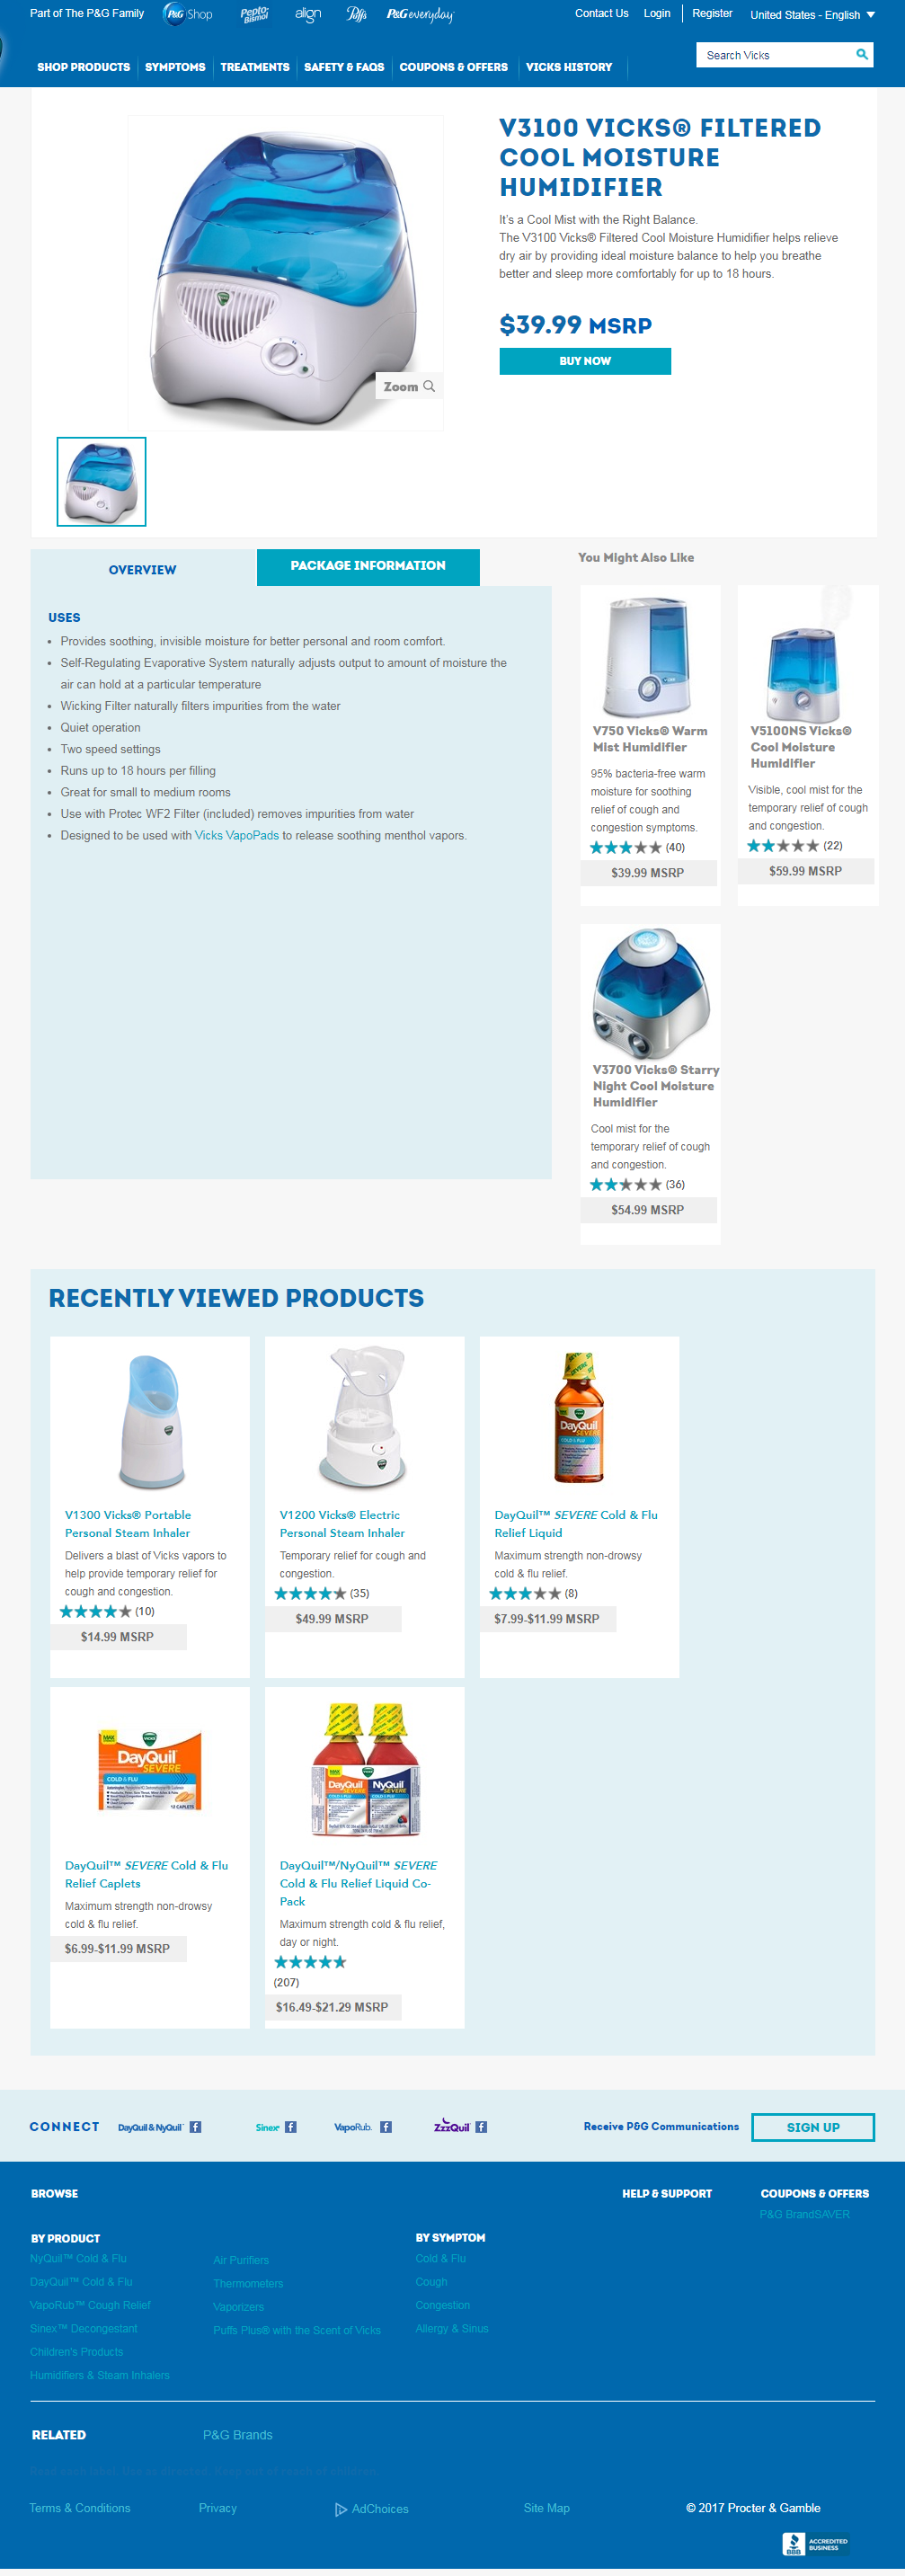 Part of The P&G Family
P&G Shop
Pepto Bismol
align
Puffs
P&G everyday
Contact Us
Login
Register
United States - English
SHOP PRODUCTS
SYMPTOMS
TREATMENTS
SAFETY & FAQS
COUPONS & OFFERS
VICKS HISTORY
Search Vicks
V3100 VICKS® FILTERED
COOL MOISTURE
HUMIDIFIER
It's a Cool Mist with the Right Balance.
The V3100 Vicks® Filtered Cool Moisture Humidifier helps relieve
dry air by providing ideal moisture balance to help you breathe
better and sleep more comfortably for up to 18 hours.
$39.99 MSRP
BUY NOW
Zoom
OVERVIEW
PACKAGE INFORMATION
USES
• Provides soothing, invisible moisture for better personal and room comfort.
• Self-Regulating Evaporative System naturally adjusts output to amount of moisture the
air can hold at a particular temperature
• Wicking Filter naturally filters impurities from the water
• Quiet operation
• Two speed settings
• Runs up to 18 hours per filling
• Great for small to medium rooms
• Use with Protec WF2 Filter (included) removes impurities from water
• Designed to be used with Vicks VapoPads to release soothing menthol vapors.
You Might Also Like
V750 Vicks® Warm
Mist Humidifier
95% bacteria-free warm
moisture for soothing
relief of cough and
congestion symptoms.
(40)
$39.99 MSRP
V5100NS Vicks®
Cool Moisture
Humidifier
Visible, cool mist for the
temporary relief of cough
and congestion.
(22)
$59.99 MSRP
V3700 Vicks® Starry
Night Cool Moisture
Humidifier
Cool mist for the
temporary relief of cough
and congestion.
(36)
$54.99 MSRP
RECENTLY VIEWED PRODUCTS
V1300 Vicks® Portable
Personal Steam Inhaler
Delivers a blast of Vicks vapors to
help provide temporary relief for
cough and congestion.
(10)
$14.99 MSRP
V1200 Vicks® Electric
Personal Steam Inhaler
Temporary relief for cough and
congestion.
(35)
$49.99 MSRP
DayQuil
SEVERE
COLD & FLU
DayQuil™ SEVERE Cold & Flu
Relief Liquid
Maximum strength non-drowsy
cold & flu relief.
(8)
$7.99-$11.99 MSRP
DayQuil
SEVERE
COLD & FLU
DayQuil™ SEVERE Cold & Flu
Relief Caplets
Maximum strength non-drowsy
cold & flu relief.
$6.99-$11.99 MSRP
DayQuil SEVERE
NyQuil SEVERE
DayQuil™/NyQuil™ SEVERE
Cold & Flu Relief Liquid Co-
Pack
Maximum strength cold & flu relief,
day or night.
(207)
$16.49-$21.29 MSRP
CONNECT
DayQuil & NyQuil
Sinex
VapoRub.
ZzzQuil
Receive P&G Communications
SIGN UP
BROWSE
HELP & SUPPORT
COUPONS & OFFERS
P&G BrandSAVER
BY PRODUCT
NyQuil™ Cold & Flu
DayQuil™ Cold & Flu
VapoRub™ Cough Relief
Sinex™ Decongestant
Children's Products
Humidifiers & Steam Inhalers
Air Purifiers
Thermometers
Vaporizers
Puffs Plus® with the Scent of Vicks
BY SYMPTOM
Cold & Flu
Cough
Congestion
Allergy & Sinus
RELATED
P&G Brands
Terms & Conditions
Privacy
AdChoices
Site Map
© 2017 Procter & Gamble
BBB
ACCREDITED
BUSINESS